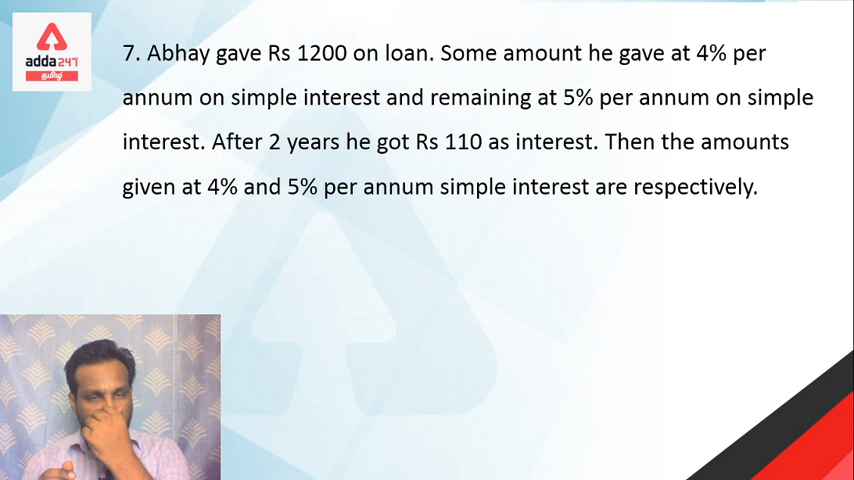 adda247
தமிழ்
7. Abhay gave Rs 1200 on loan. Some amount he gave at 4% per
annum on simple interest and remaining at 5% per annum on simple
interest. After 2 years he got Rs 110 as interest. Then the amounts
given at 4% and 5% per annum simple interest are respectively.